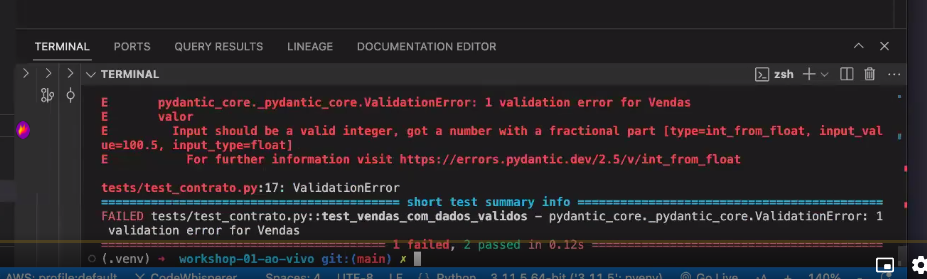 TERMINAL PORTS QUERY RESULTS LINEAGE DOCUMENTATION EDITOR
TERMINAL zsh
E pydantic_core._pydantic_core.ValidationError: 1 validation error for Vendas
E valor
E Input should be a valid integer, got a number with a fractional part [type=int_from_float, input_val
ue=100.5, input_type=float]
E For further information visit https://errors.pydantic.dev/2.5/v/int_from_float
tests/test_contrato.py:17: ValidationError
========================================= short test summary info ===========================================
FAILED tests/test_contrato.py::test_vendas_com_dados_validos - pydantic_core._pydantic_core.ValidationError: 1
validation error for Vendas
======================================= 1 failed, 2 passed in 0.12s =========================================
(.venv) → workshop-01-ao-vivo git:(main) ✗
AWS: profile:default CodeWhisperer Spaces: 4 UTF-8 LF {} Python 3.11.5 64-bit ('3.11.5': pyenv) Go Live 140%